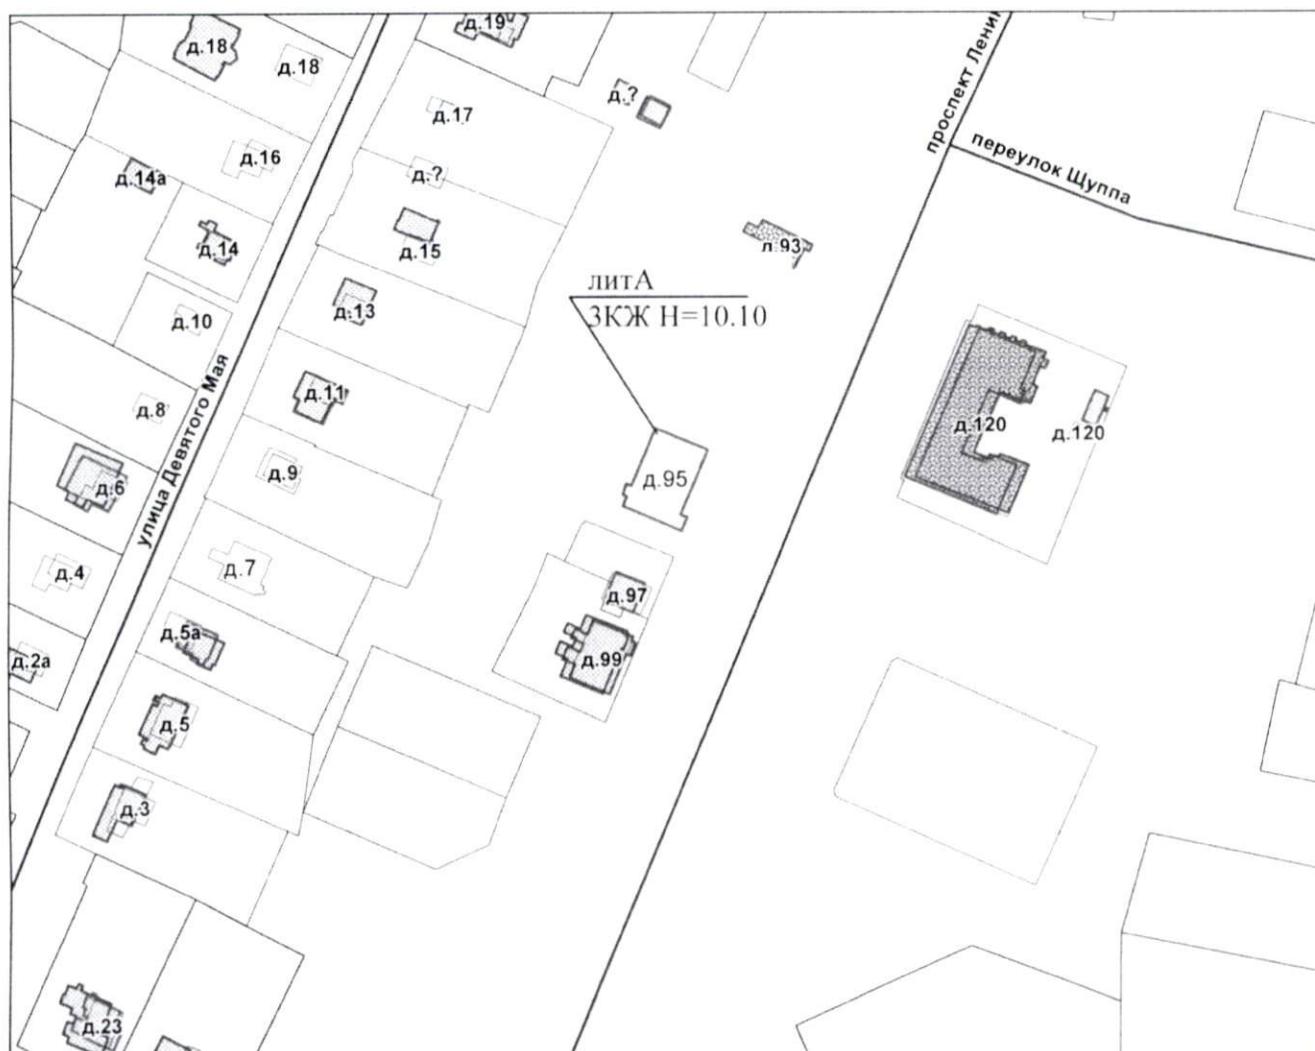 д.19
д.18
д.18
проспект Ленин
д.?
д.17
переулок Щуппа
д.16
д.?
д.14а
д.14
д.15
д.93
литА
3КЖ Н=10.10
д.13
д.10
д.11
д.8
улица Девятого Мая
д.120
д.120
д.9
д.95
д.6
д.7
д.4
д.97
д.5а
д.99
д.2а
д.5
д.3
д.23